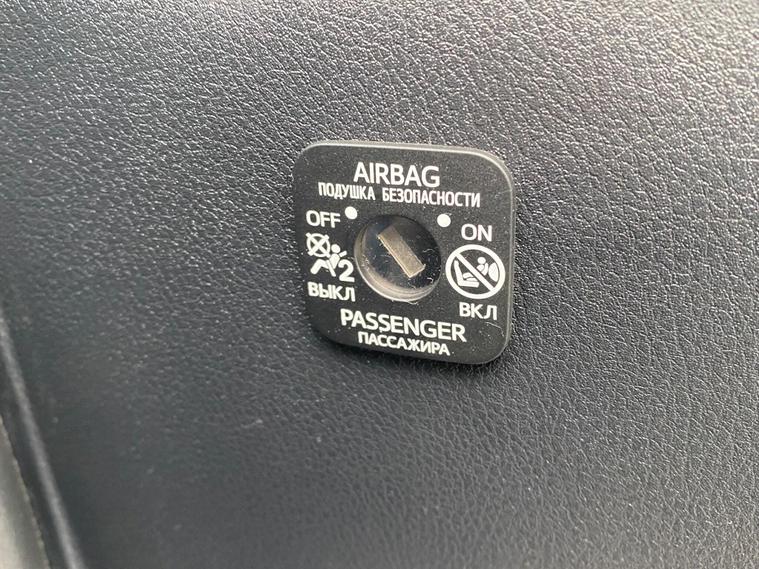 AIRBAG
ПОДУШКА БЕЗОПАСНОСТИ
OFF
ON
2
ВЫКЛ
ВКЛ
PASSENGER
ПАССАЖИРА